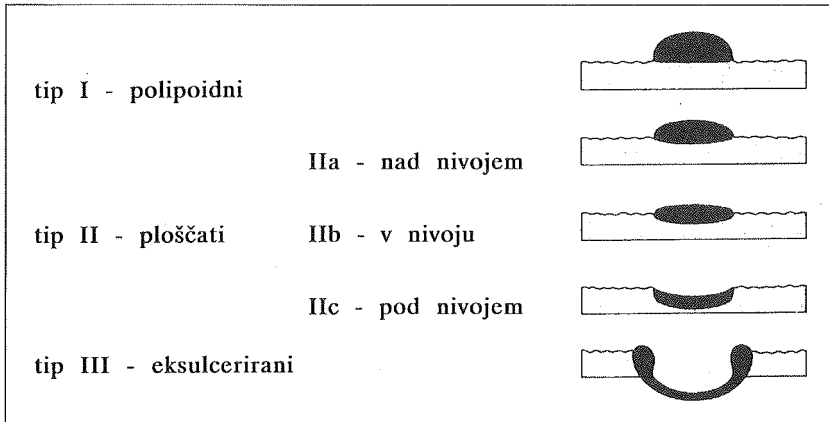 tip I - polipoidni
IIa - nad nivojem
tip II - ploščati IIb - v nivoju
IIc - pod nivojem
tip III - eksulcerirani